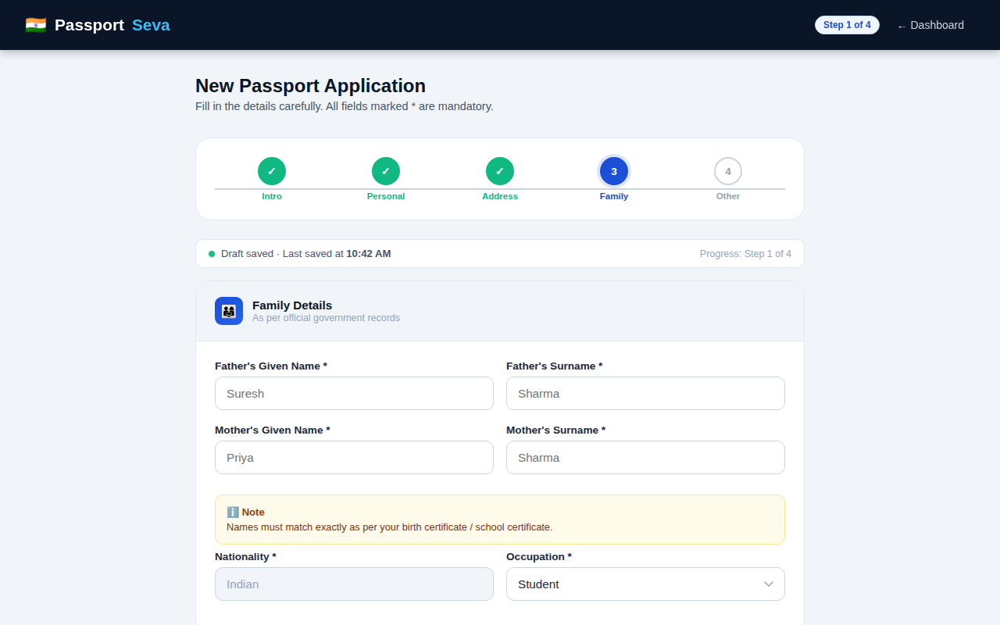 Passport Seva
Step 1 of 4
← Dashboard
New Passport Application
Fill in the details carefully. All fields marked * are mandatory.
✓ ✓ ✓ 3 4
Intro Personal Address Family Other
Draft saved · Last saved at 10:42 AM
Progress: Step 1 of 4
Family Details
As per official government records
Father's Given Name * Father's Surname *
Suresh Sharma
Mother's Given Name * Mother's Surname *
Priya Sharma
ℹ️ Note
Names must match exactly as per your birth certificate / school certificate.
Nationality * Occupation *
Indian Student